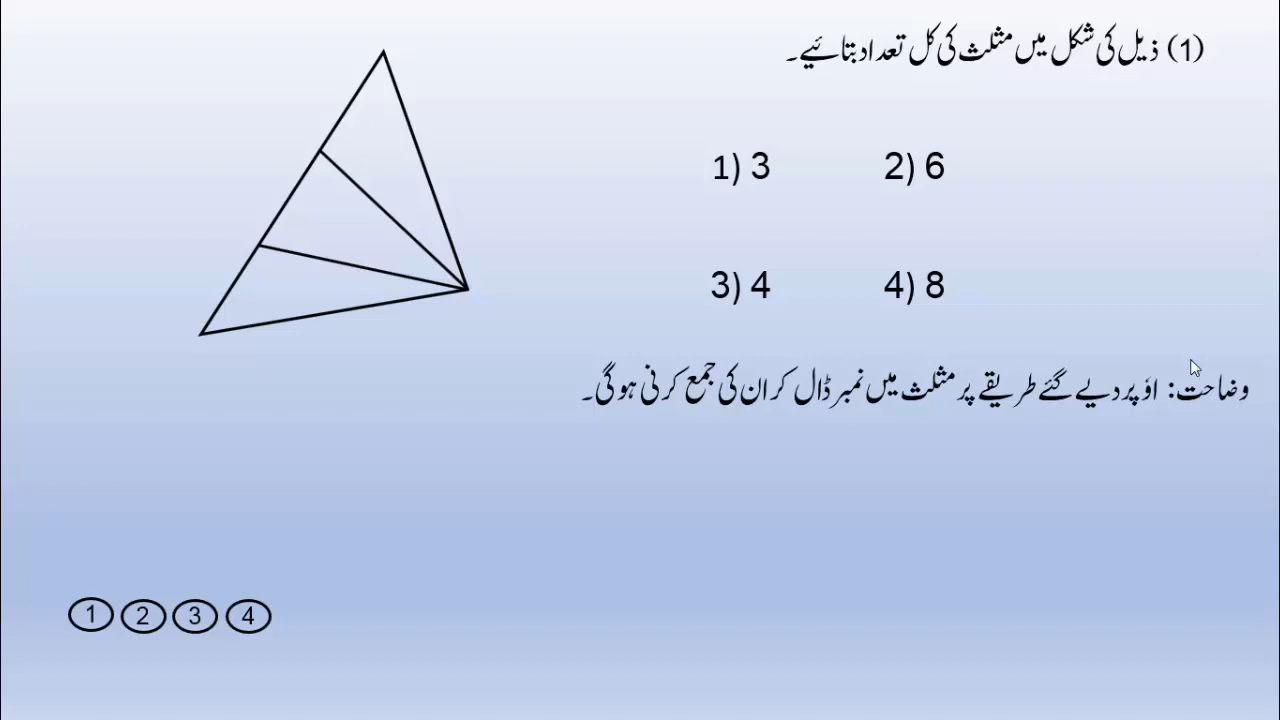 (1) ذیل کی شکل میں مثلث کی کل تعداد بتائیے۔
1) 3 2) 6
3) 4 4) 8
وضاحت: اؤپر دیے گئے طریقے پر مثلث میں نمبر ڈال کر ان کی جمع کرنی ہوگی۔
1 2 3 4